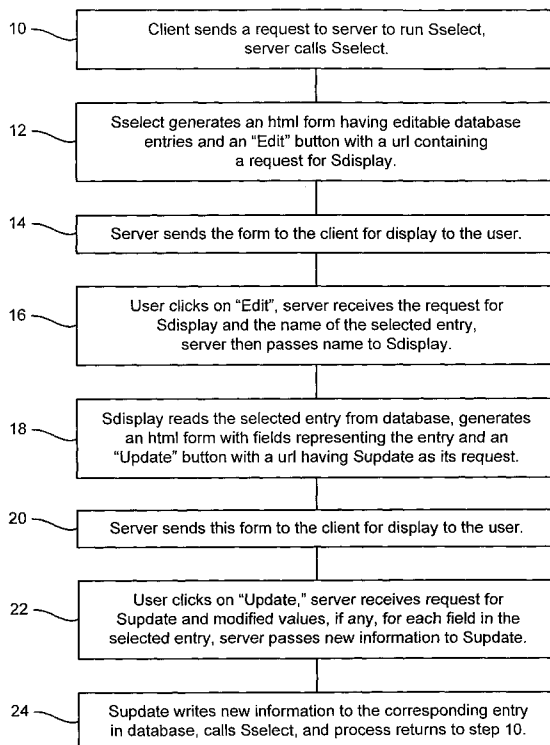 10
Client sends a request to server to run Sselect,
server calls Sselect.
12
Sselect generates an html form having editable database
entries and an “Edit” button with a url containing
a request for Sdisplay.
14
Server sends the form to the client for display to the user.
16
User clicks on “Edit”, server receives the request for
Sdisplay and the name of the selected entry,
server then passes name to Sdisplay.
18
Sdisplay reads the selected entry from database, generates
an html form with fields representing the entry and an
“Update” button with a url having Supdate as its request.
20
Server sends this form to the client for display to the user.
22
User clicks on “Update,” server receives request for
Supdate and modified values, if any, for each field in the
selected entry, server passes new information to Supdate.
24
Supdate writes new information to the corresponding entry
in database, calls Sselect, and process returns to step 10.